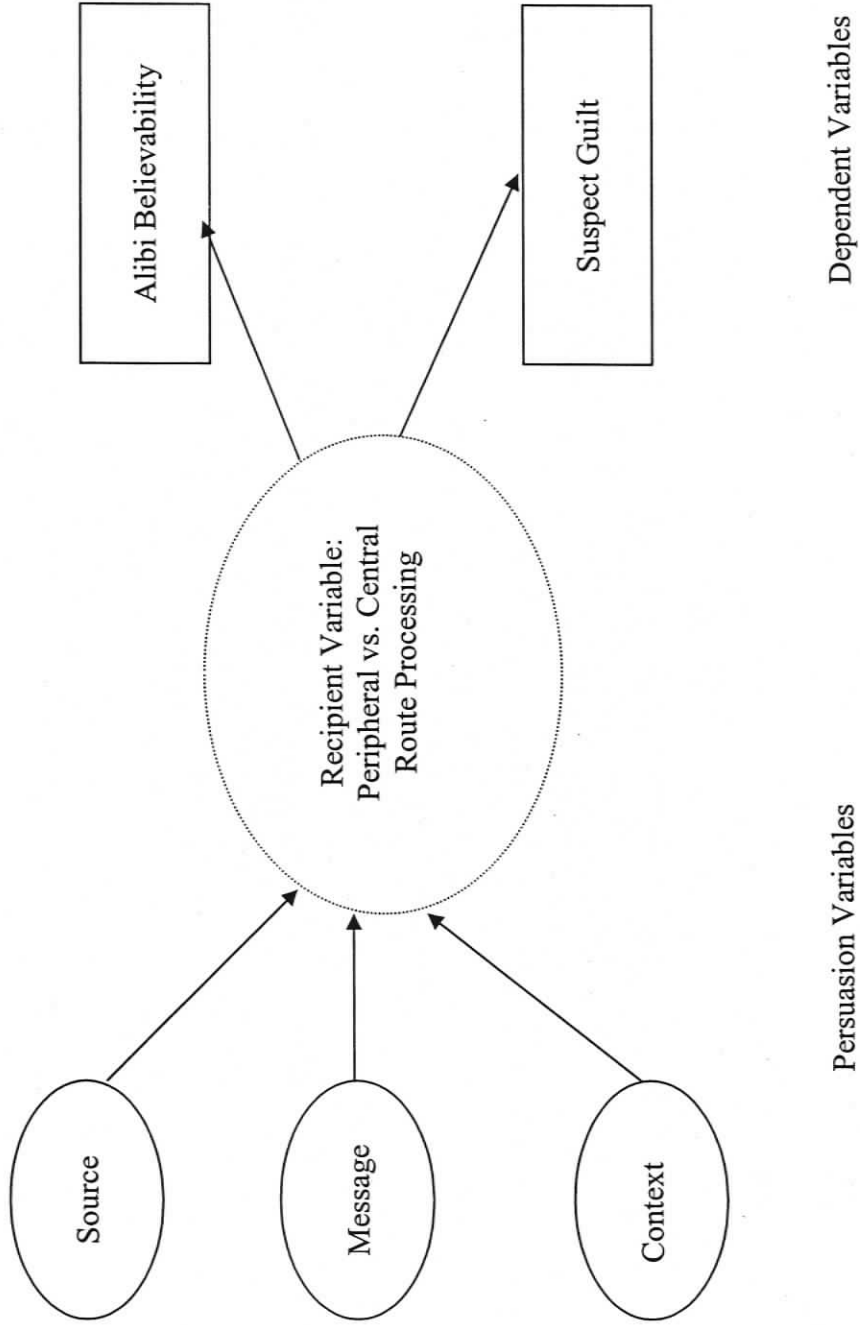 Source
Message
Context
Recipient Variable:
Peripheral vs. Central
Route Processing
Alibi Believability
Suspect Guilt
Persuasion Variables
Dependent Variables